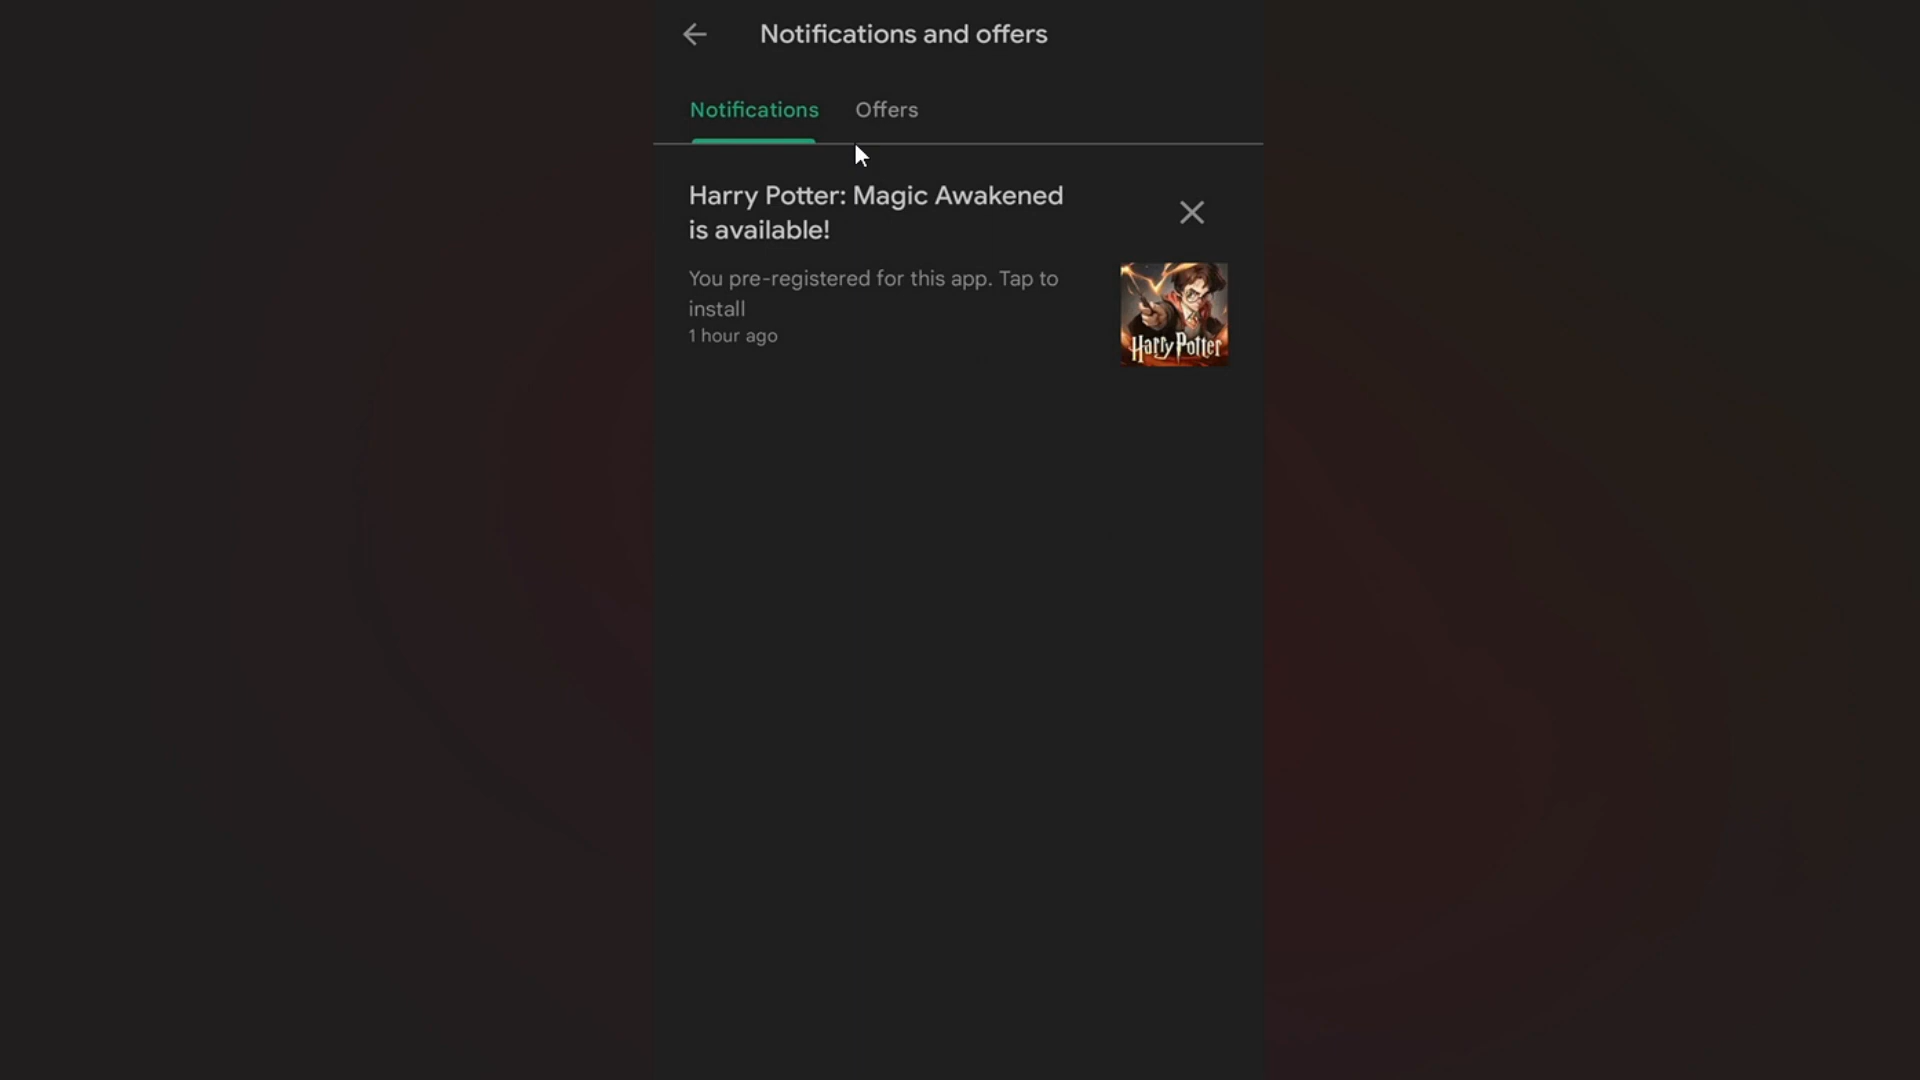 Notifications and offers
Notifications Offers
Harry Potter: Magic Awakened
is available!
You pre-registered for this app. Tap to
install
1 hour ago
Harry Potter